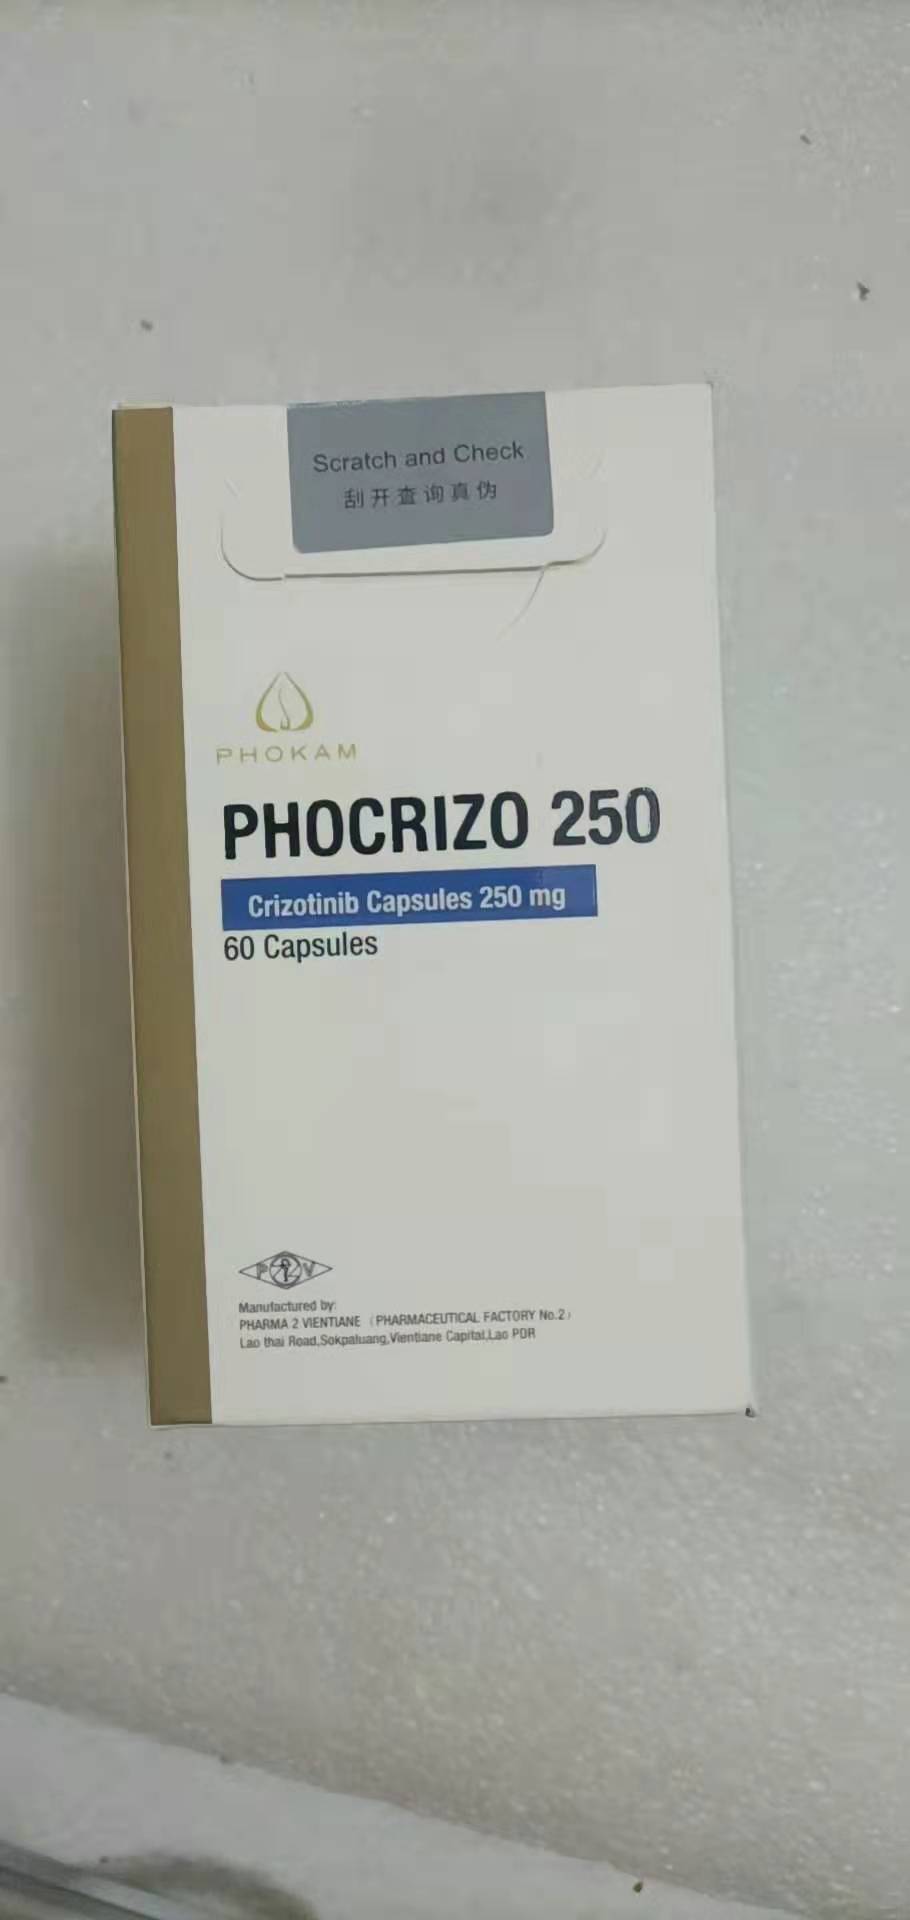 Scratch and Check
刮开查询真伪
PHOKAM
PHOCRIZO 250
Crizotinib Capsules 250 mg
60 Capsules
P V
Manufactured by:
PHARMA 2 VIENTIANE (PHARMACEUTICAL FACTORY No.2)
Lao thai Road,Sokpaluang,Vientiane Capital,Lao PDR